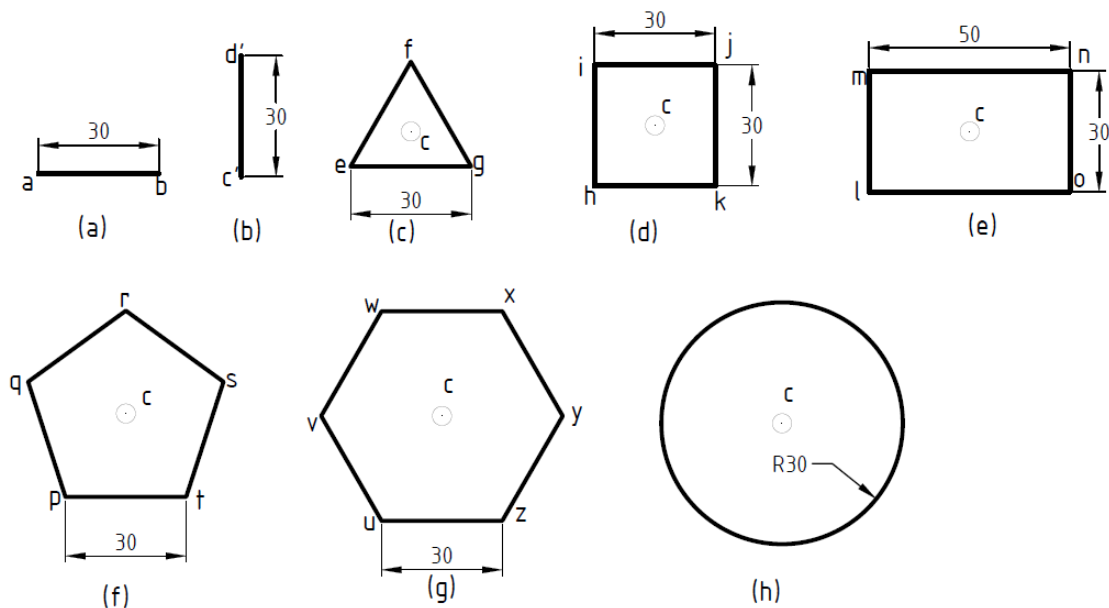 30
a b
(a)
d'
30
c'
(b)
f
c
e g
30
(c)
30
i j
c
30
h k
(d)
50
m n
c
30
l o
(e)
r
q s
c
p t
30
(f)
w x
c
v y
u z
30
(g)
c
R30
(h)